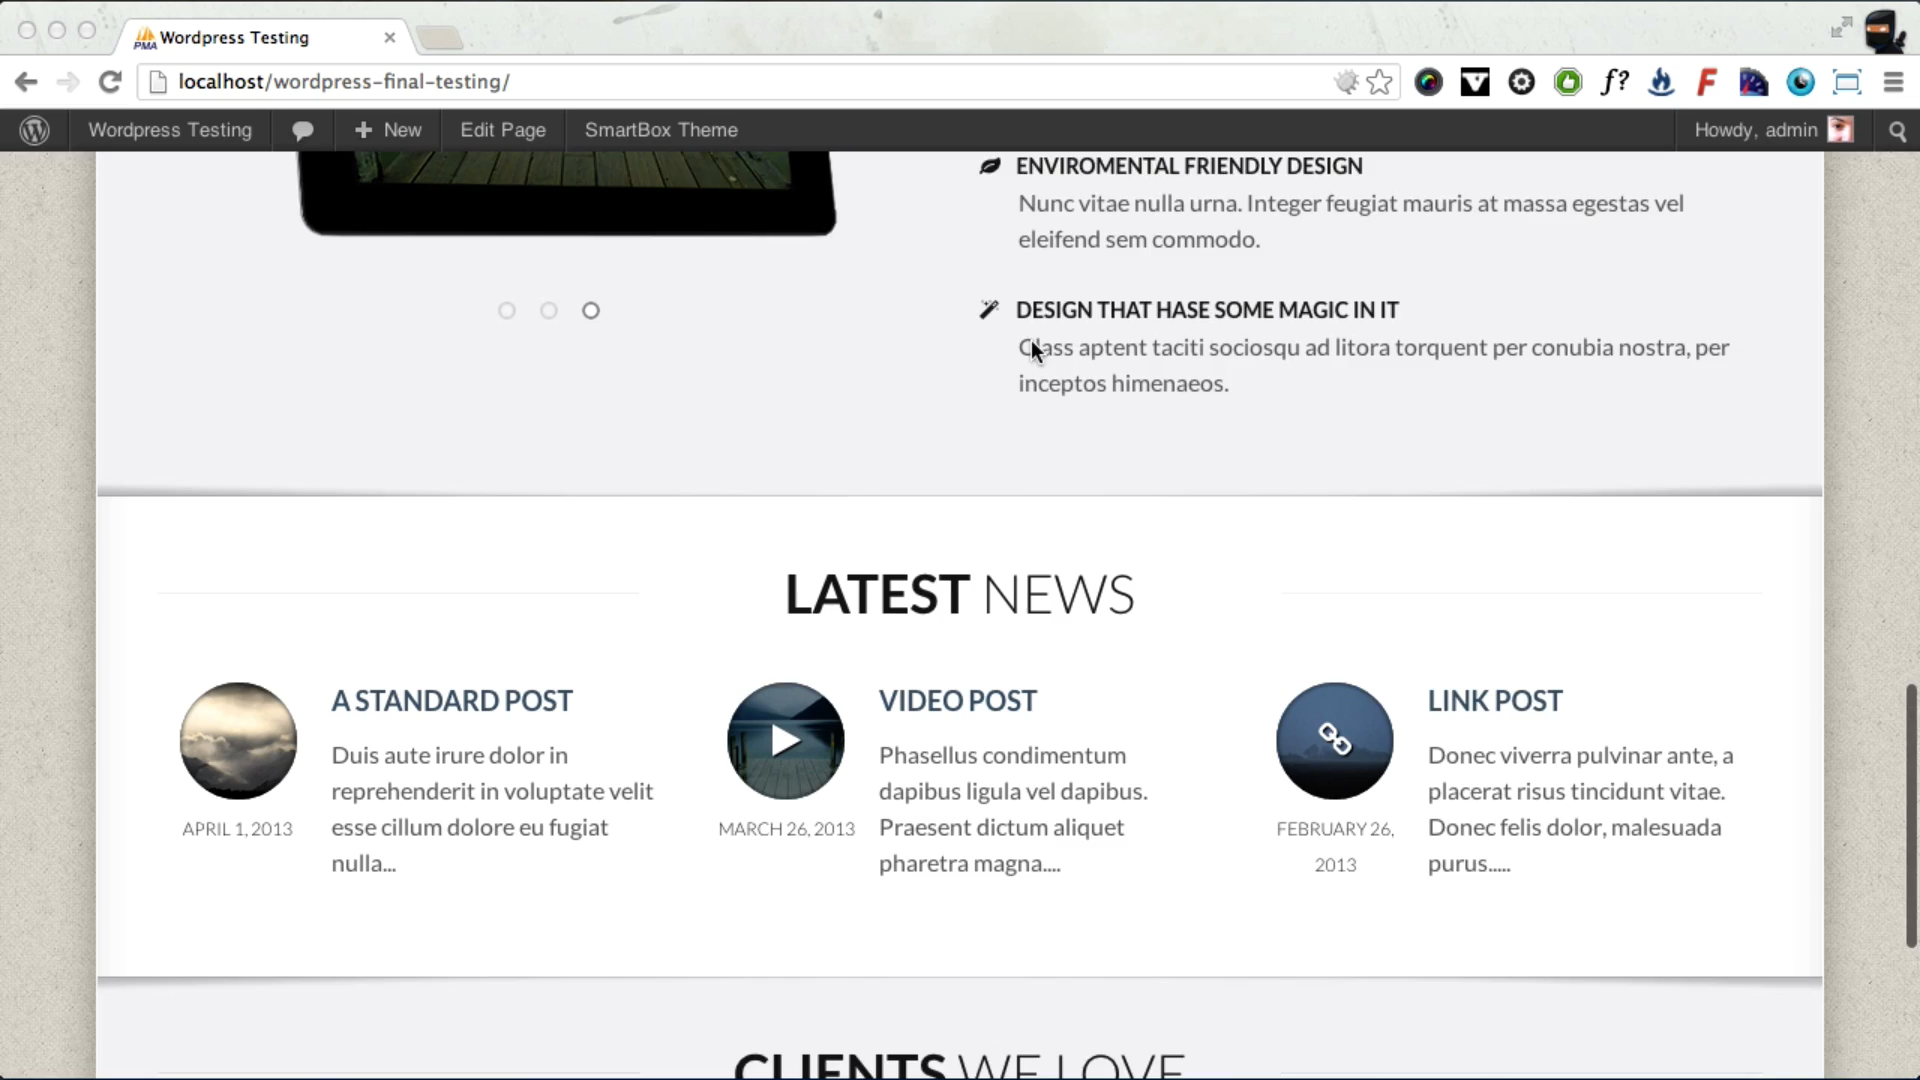 Wordpress Testing
localhost/wordpress-final-testing/
Wordpress Testing
New
Edit Page
SmartBox Theme
Howdy, admin
ENVIROMENTAL FRIENDLY DESIGN
Nunc vitae nulla urna. Integer feugiat mauris at massa egestas vel
eleifend sem commodo.
DESIGN THAT HASE SOME MAGIC IN IT
Class aptent taciti sociosqu ad litora torquent per conubia nostra, per
inceptos himenaeos.
LATEST NEWS
A STANDARD POST
Duis aute irure dolor in
reprehenderit in voluptate velit
esse cillum dolore eu fugiat
nulla...
APRIL 1, 2013
VIDEO POST
Phasellus condimentum
dapibus ligula vel dapibus.
Praesent dictum aliquet
pharetra magna....
MARCH 26, 2013
LINK POST
Donec viverra pulvinar ante, a
placerat risus tincidunt vitae.
Donec felis dolor, malesuada
purus.....
FEBRUARY 26,
2013
CLIENTS WE LOVE